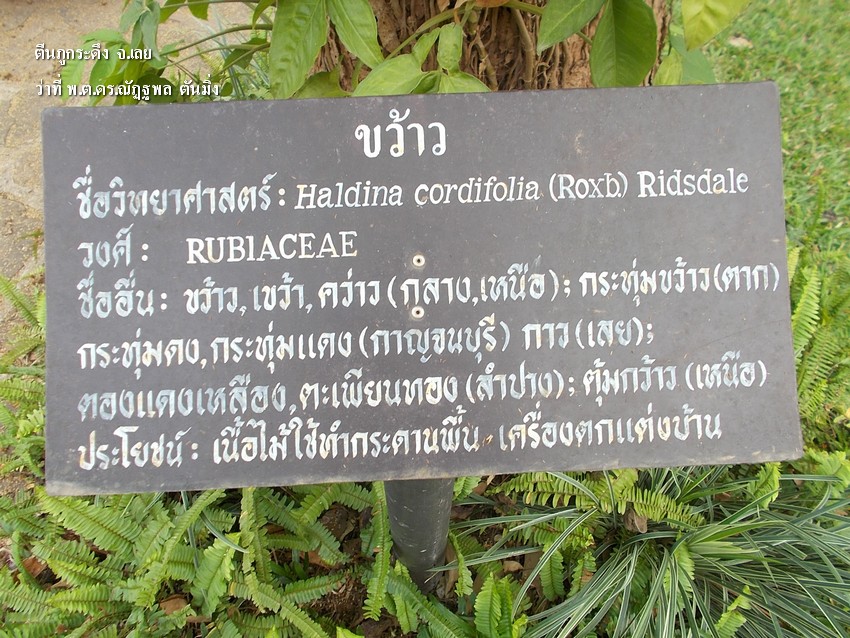 ตีนภูกระดึง จ.เลย
ว่าที่ พ.ต.ดร.ณัฏฐพล ตันมิ่ง
ขว้าว
ชื่อวิทยาศาสตร์ : Haldina cordifolia (Roxb.) Ridsdale
วงศ์ : RUBIACEAE
ชื่ออื่น : ขว้าว, เขว้า, คว่าว (กลาง,เหนือ) ; กระทุ่มขว้าว (ตาก)
กระทุ่มดง, กระทุ่มแดง (กาญจนบุรี) กาว (เลย) ;
ตองแดงเหลือง, ตะเพียนทอง (ลำปาง) ; ตุ้มกว้าว (เหนือ)
ประโยชน์ : เนื้อไม้ใช้ทำกระดานพื้น, เครื่องตกแต่งบ้าน